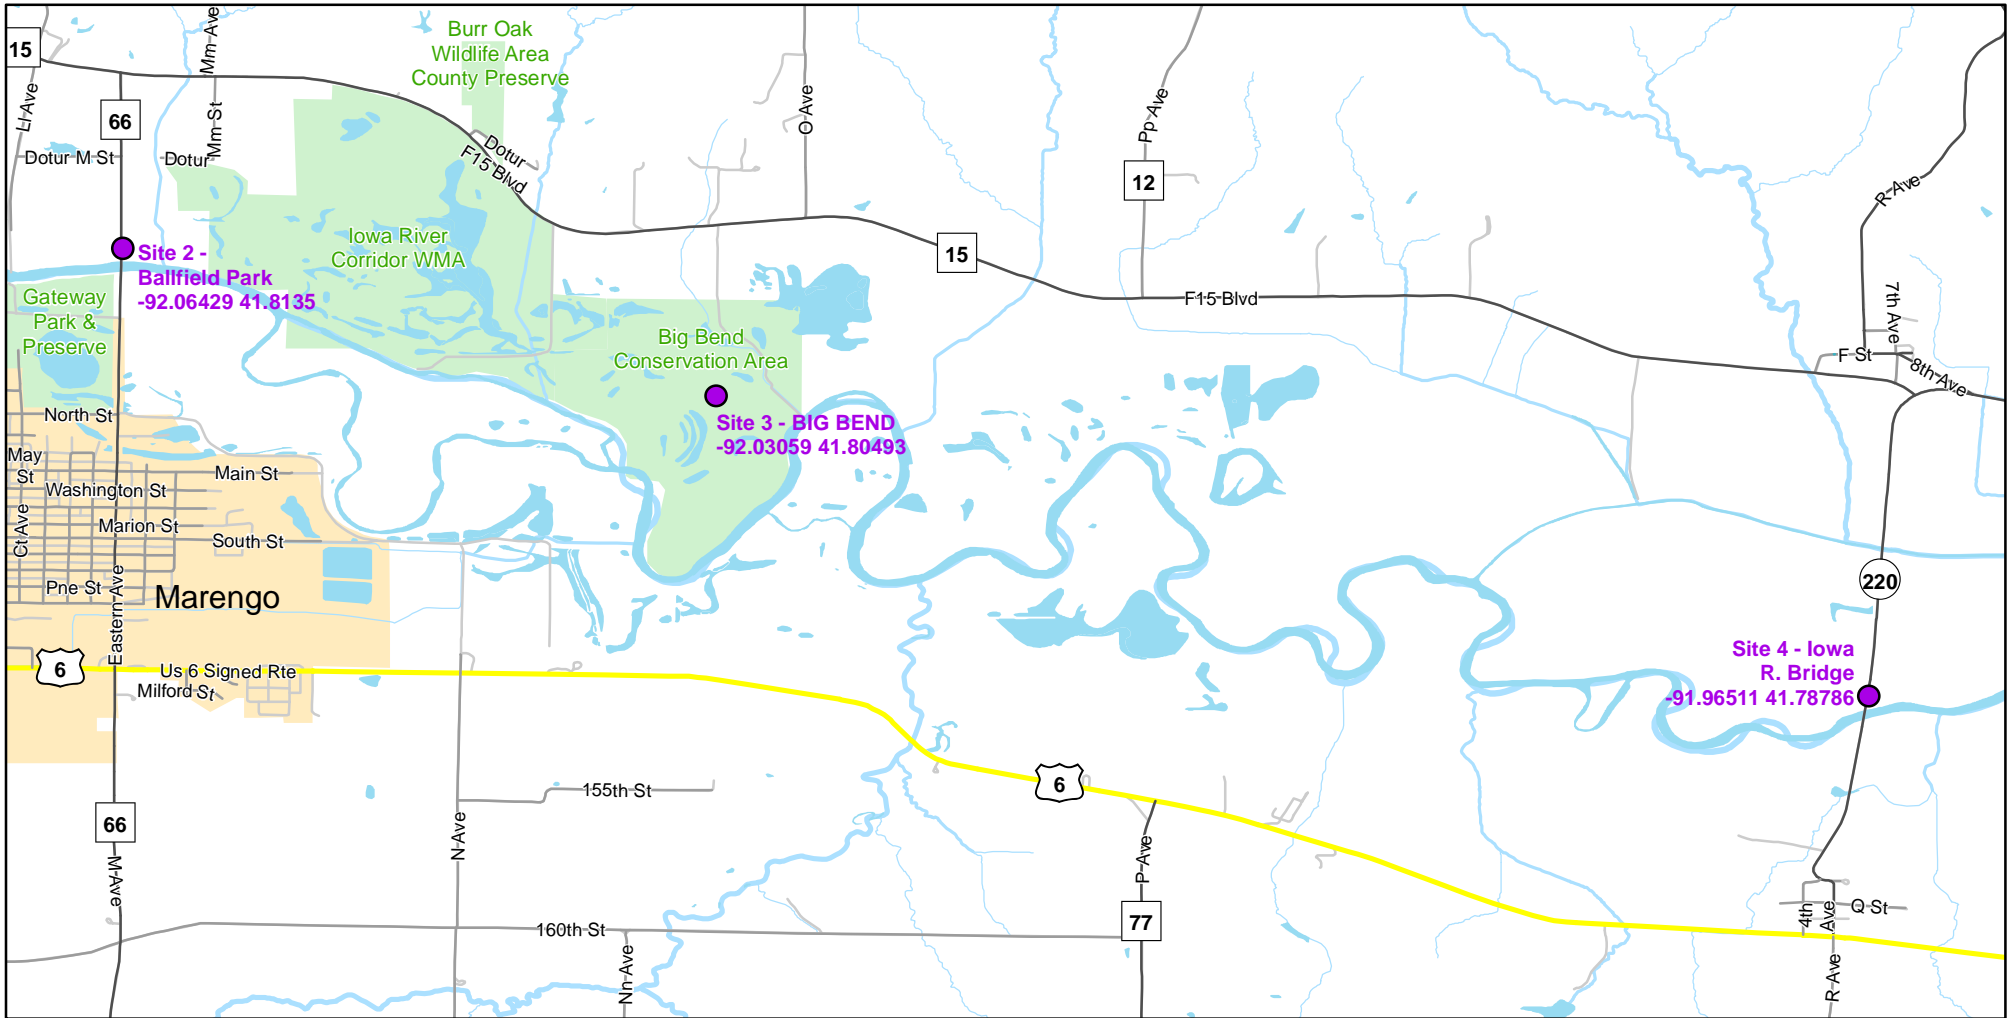 Burr Oak
Wildlife Area
County Preserve
15
Mm Ave
Ll Ave
66
Mm St
O Ave
Pp Ave
Dotur M St
Dotur
Dotur
F15 Blvd
12
R Ave
Iowa River
Corridor WMA
Site 2 -
Ballfield Park
-92.06429 41.8135
15
F15 Blvd
Gateway
Park &
Preserve
Big Bend
Conservation Area
7th Ave
F St
8th Ave
Site 3 - BIG BEND
-92.03059 41.80493
North St
May
St
Main St
Washington St
Ct Ave
Marion St
South St
Pne St
Eastern Ave
Marengo
220
6
Us 6 Signed Rte
Milford St
Site 4 - Iowa
R. Bridge
-91.96511 41.78786
6
155th St
66
N Ave
M Ave
P Ave
77
160th St
Nn Ave
4th
Ave
Q St
R Ave